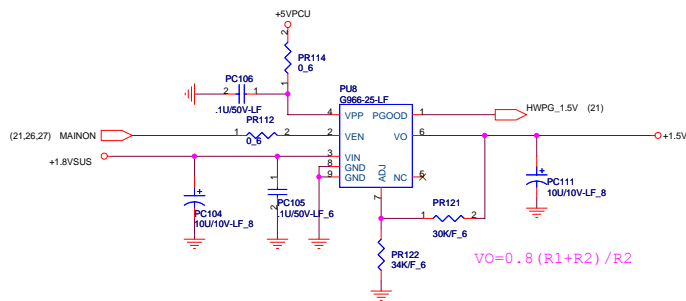 +5VPCU
2
PR114
0_6
1
PC106
2 1
.1U/50V-LF
PU8
G966-25-LF
4 VPP PGOOD 1 HWPG_1.5V (21)
PR112
(21,26,27) MAINON 1 2 2 VEN VO 6 +1.5V
0_6
+1.8VSUS 3 VIN
8 GND
9 GND ADJ NC 5
7
PC104
10U/10V-LF_8
1
PC105
2 .1U/50V-LF_6
PC111
10U/10V-LF_8
1 PR121 2
30K/F_6
PR122
34K/F_6
VO=0.8(R1+R2)/R2